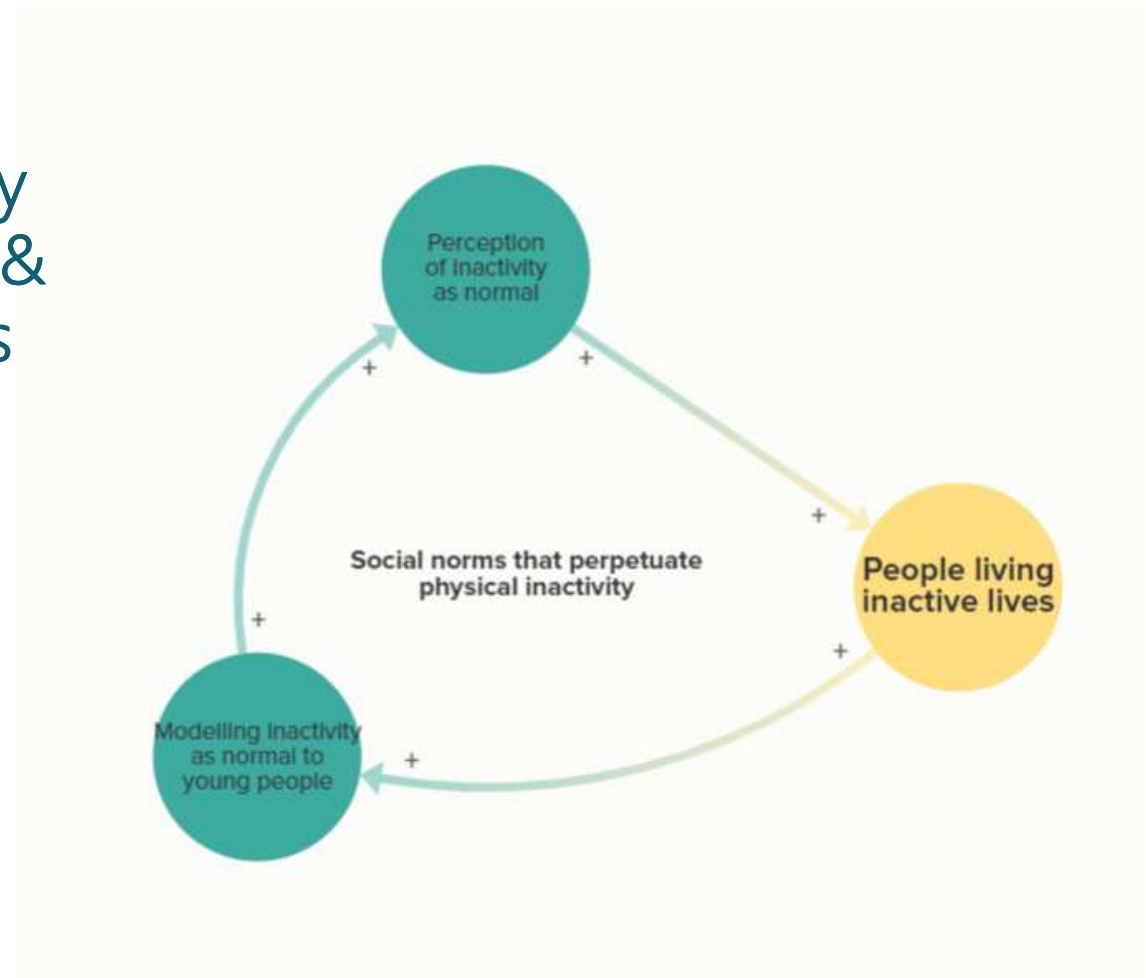 y
&
s
Perception
of inactivity
as normal
+
+
+
+
Social norms that perpetuate
physical inactivity
People living
inactive lives
+
+
Modelling inactivity
as normal to
young people